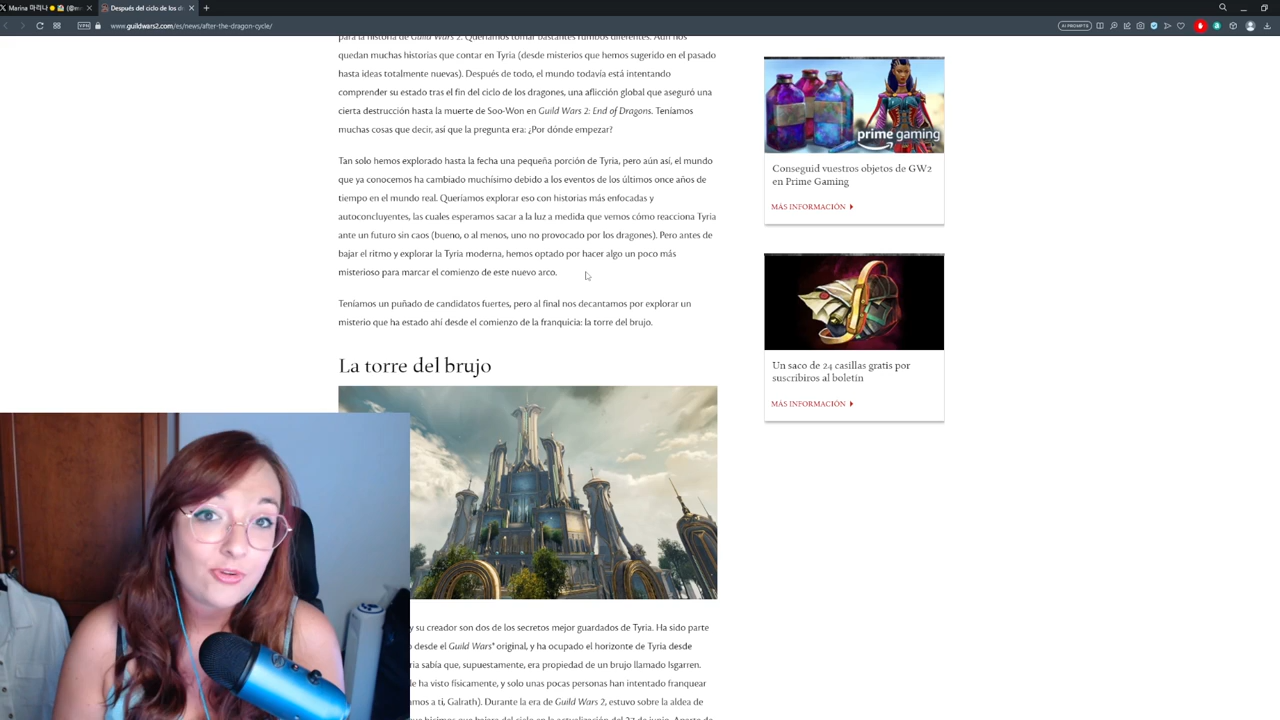 Marina 마리나
Después del ciclo de los d
VPN
www.guildwars2.com/es/news/after-the-dragon-cycle/
AI PROMPTS
para la historia de Guild Wars 2. Queríamos tomar bastantes rumbos diferentes. Aún nos
quedan muchas historias que contar en Tyria (desde misterios que hemos sugerido en el pasado
hasta ideas totalmente nuevas). Después de todo, el mundo todavía está intentando
comprender su estado tras el fin del ciclo de los dragones, una aflicción global que aseguró una
cierta destrucción hasta la muerte de Soo-Won en Guild Wars 2: End of Dragons. Teníamos
muchas cosas que decir, así que la pregunta era: ¿Por dónde empezar?
Tan solo hemos explorado hasta la fecha una pequeña porción de Tyria, pero aún así, el mundo
que ya conocemos ha cambiado muchísimo debido a los eventos de los últimos once años de
tiempo en el mundo real. Queríamos explorar eso con historias más enfocadas y
autoconcluyentes, las cuales esperamos sacar a la luz a medida que vemos cómo reacciona Tyria
ante un futuro sin caos (bueno, o al menos, uno no provocado por los dragones). Pero antes de
bajar el ritmo y explorar la Tyria moderna, hemos optado por hacer algo un poco más
misterioso para marcar el comienzo de este nuevo arco.
Teníamos un puñado de candidatos fuertes, pero al final nos decantamos por explorar un
misterio que ha estado ahí desde el comienzo de la franquicia: la torre del brujo.
La torre del brujo
y su creador son dos de los secretos mejor guardados de Tyria. Ha sido parte
desde el Guild Wars® original, y ha ocupado el horizonte de Tyria desde
ria sabía que, supuestamente, era propiedad de un brujo llamado Isgarren.
le ha visto físicamente, y solo unas pocas personas han intentado franquear
amos a ti, Galrath). Durante la era de Guild Wars 2, estuvo sobre la aldea de
prime gaming
Conseguid vuestros objetos de GW2
en Prime Gaming
MÁS INFORMACIÓN
Un saco de 24 casillas gratis por
suscribiros al boletín
MÁS INFORMACIÓN